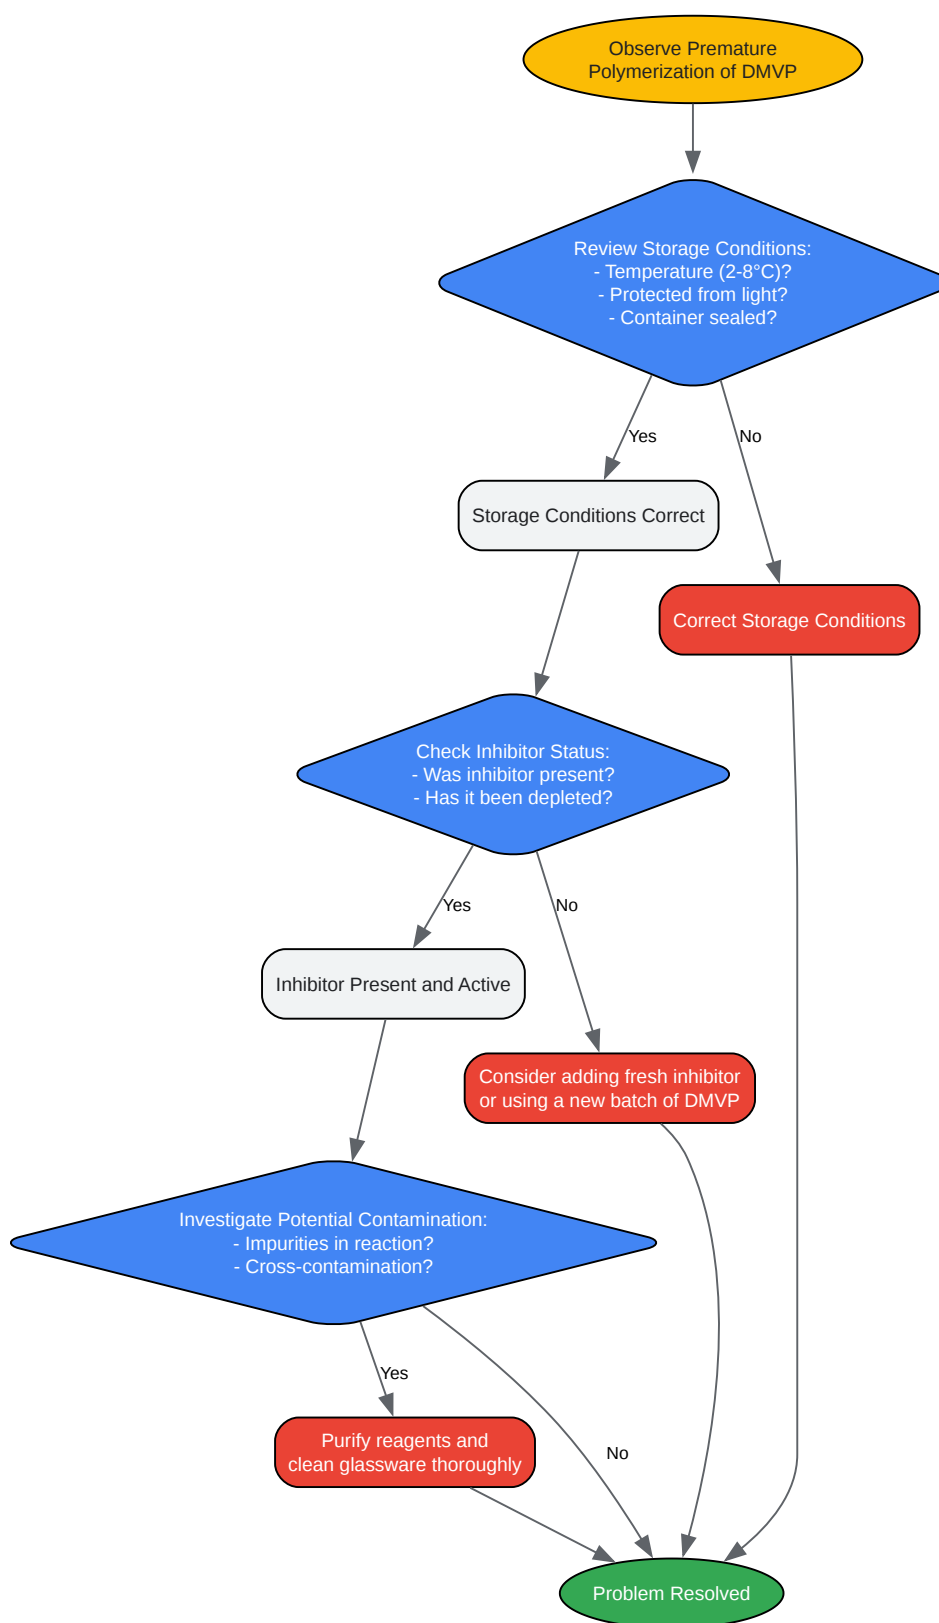 Observe Premature
Polymerization of DMVP
Review Storage Conditions:
- Temperature (2-8°C)?
- Protected from light?
- Container sealed?
Yes
No
Storage Conditions Correct
Correct Storage Conditions
Check Inhibitor Status:
- Was inhibitor present?
- Has it been depleted?
Yes
No
Inhibitor Present and Active
Consider adding fresh inhibitor
or using a new batch of DMVP
Investigate Potential Contamination:
- Impurities in reaction?
- Cross-contamination?
Yes
No
Purify reagents and
clean glassware thoroughly
Problem Resolved